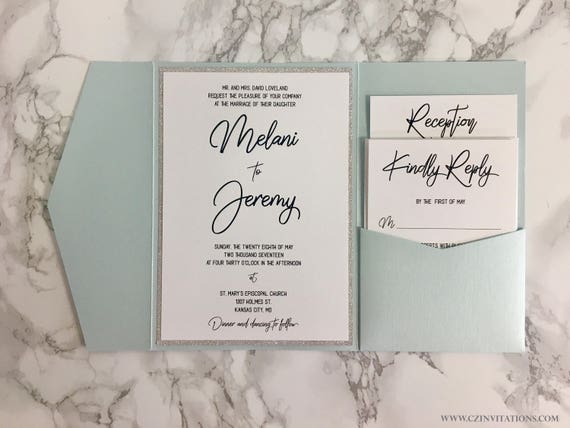 MR. AND MRS. DAVID LOVELAND
REQUEST THE PLEASURE OF YOUR COMPANY
AT THE MARRIAGE OF THEIR DAUGHTER
Melani
to
Jeremy
SUNDAY, THE TWENTY EIGHTH OF MAY
TWO THOUSAND SEVENTEEN
AT FOUR THIRTY O'CLOCK IN THE AFTERNOON
at
ST. MARY'S EPISCOPAL CHURCH
1307 HOLMES ST.
KANSAS CITY, MO
Dinner and dancing to follow
Reception
Kindly Reply
BY THE FIRST OF MAY
M
WWW.CZINVITATIONS.COM